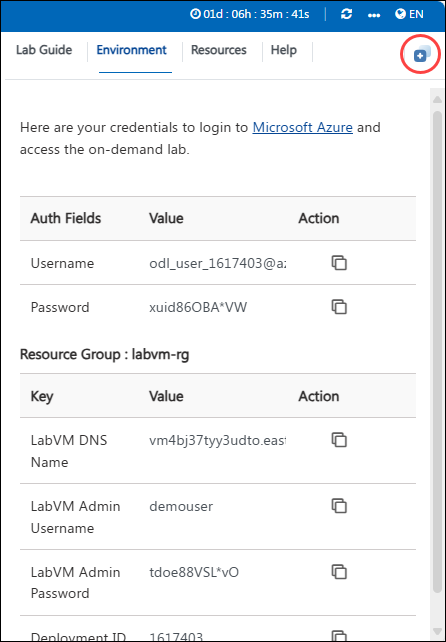 01d : 06h : 35m : 41s EN
Lab Guide Environment Resources Help
Here are your credentials to login to Microsoft Azure and
access the on-demand lab.
Auth Fields Value Action
Username odl_user_1617403@az
Password xuid86OBA*VW
Resource Group : labvm-rg
Key Value Action
LabVM DNS vm4bj37tyy3udto.east
Name
LabVM Admin demouser
Username
LabVM Admin tdoe88VSL*vO
Password
Deployment ID 1617403